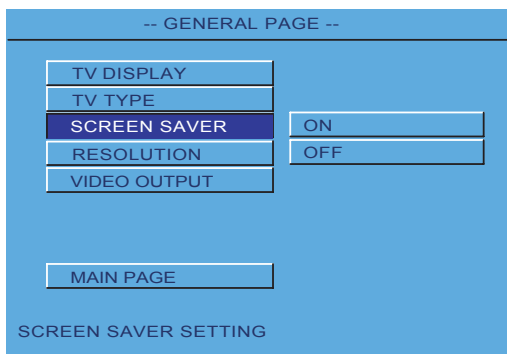 -- GENERAL PAGE --
TV DISPLAY
TV TYPE
SCREEN SAVER ON
RESOLUTION OFF
VIDEO OUTPUT
MAIN PAGE
SCREEN SAVER SETTING